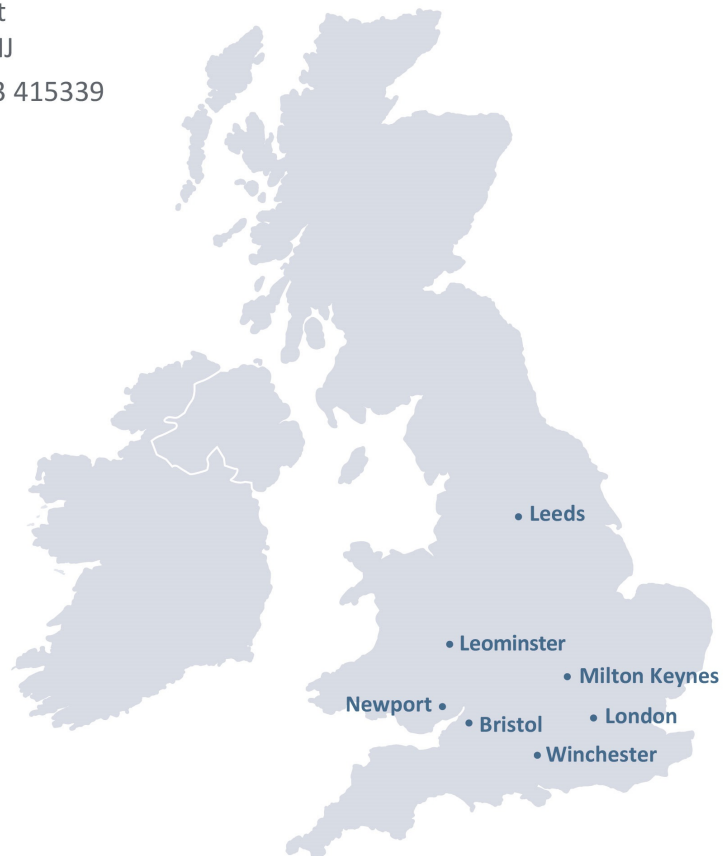 t
IJ
3 415339
Leeds
Leominster
Milton Keynes
Newport
London
Bristol
Winchester